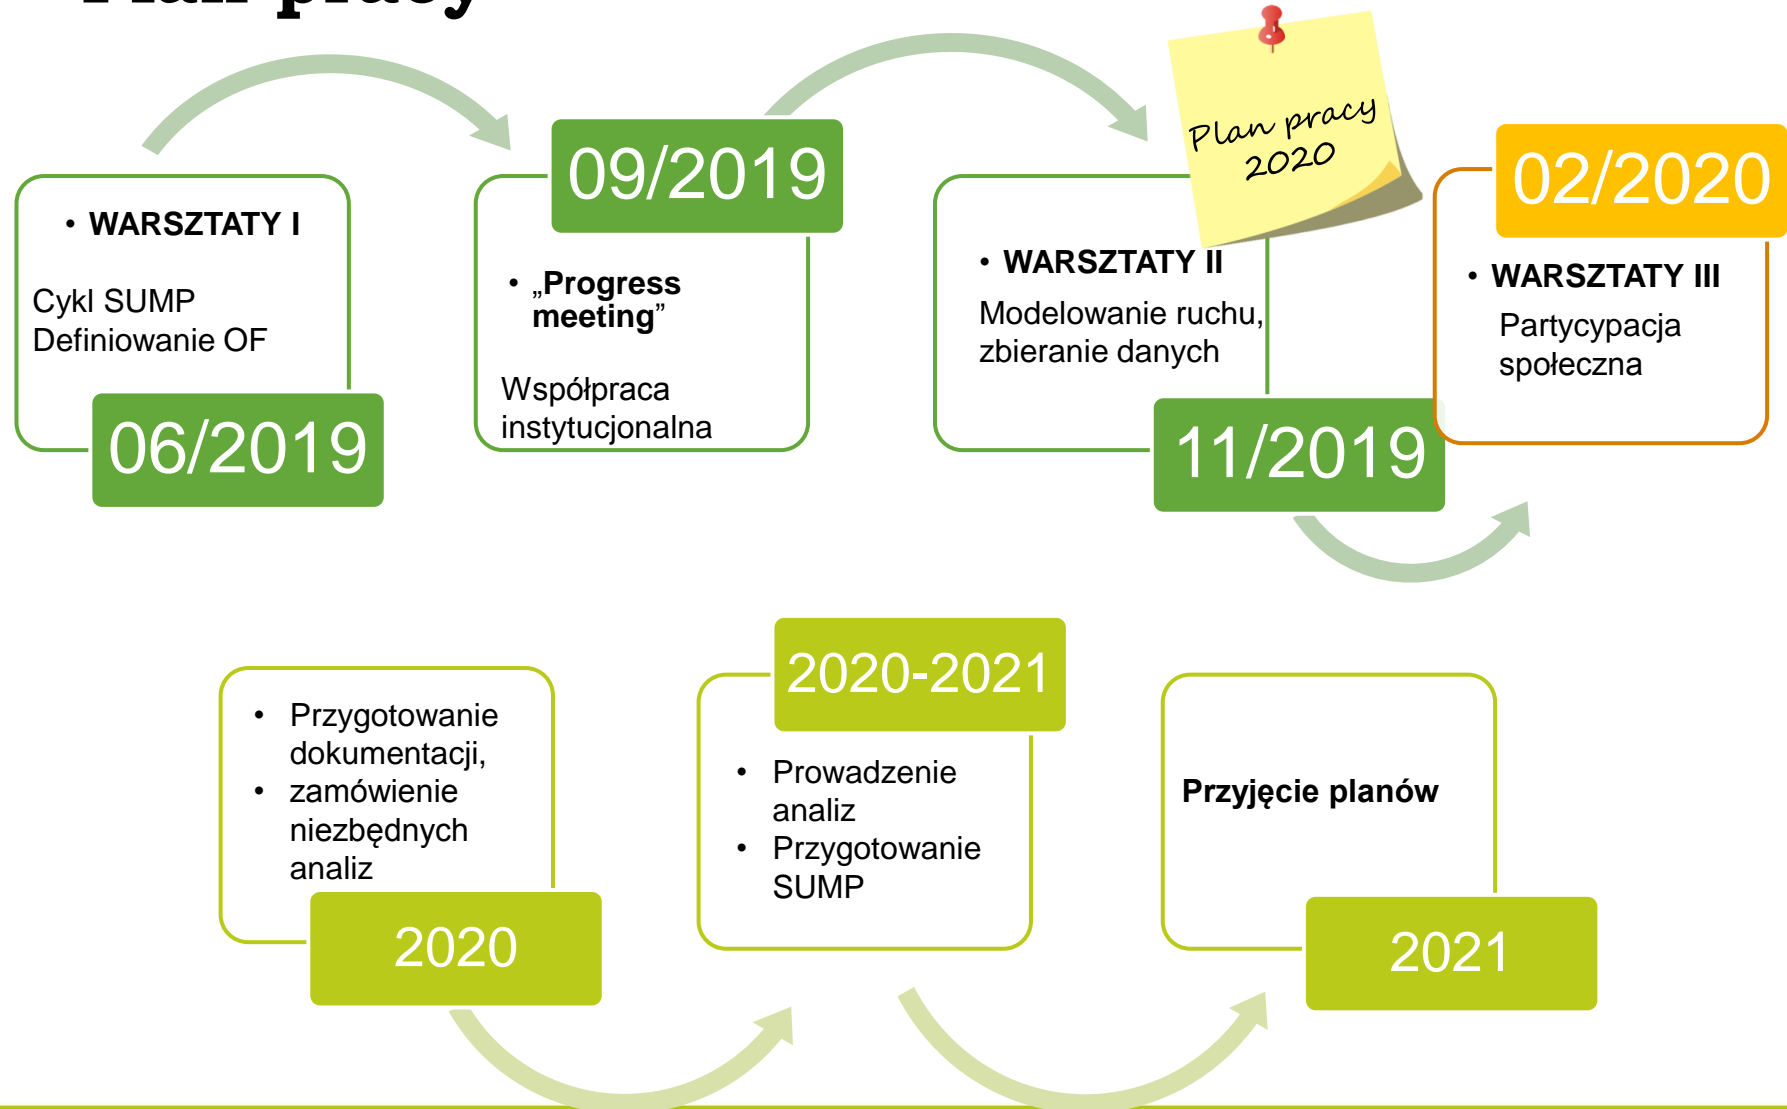 Plan pracy
• WARSZTATY I
Cykl SUMP
Definiowanie OF
06/2019
09/2019
• „Progress
meeting”
Współpraca
instytucjonalna
Plan pracy
2020
• WARSZTATY II
Modelowanie ruchu,
zbieranie danych
11/2019
02/2020
• WARSZTATY III
Partycypacja
społeczna
• Przygotowanie
dokumentacji,
• zamówienie
niezbędnych
analiz
2020
2020-2021
• Prowadzenie
analiz
• Przygotowanie
SUMP
Przyjęcie planów
2021